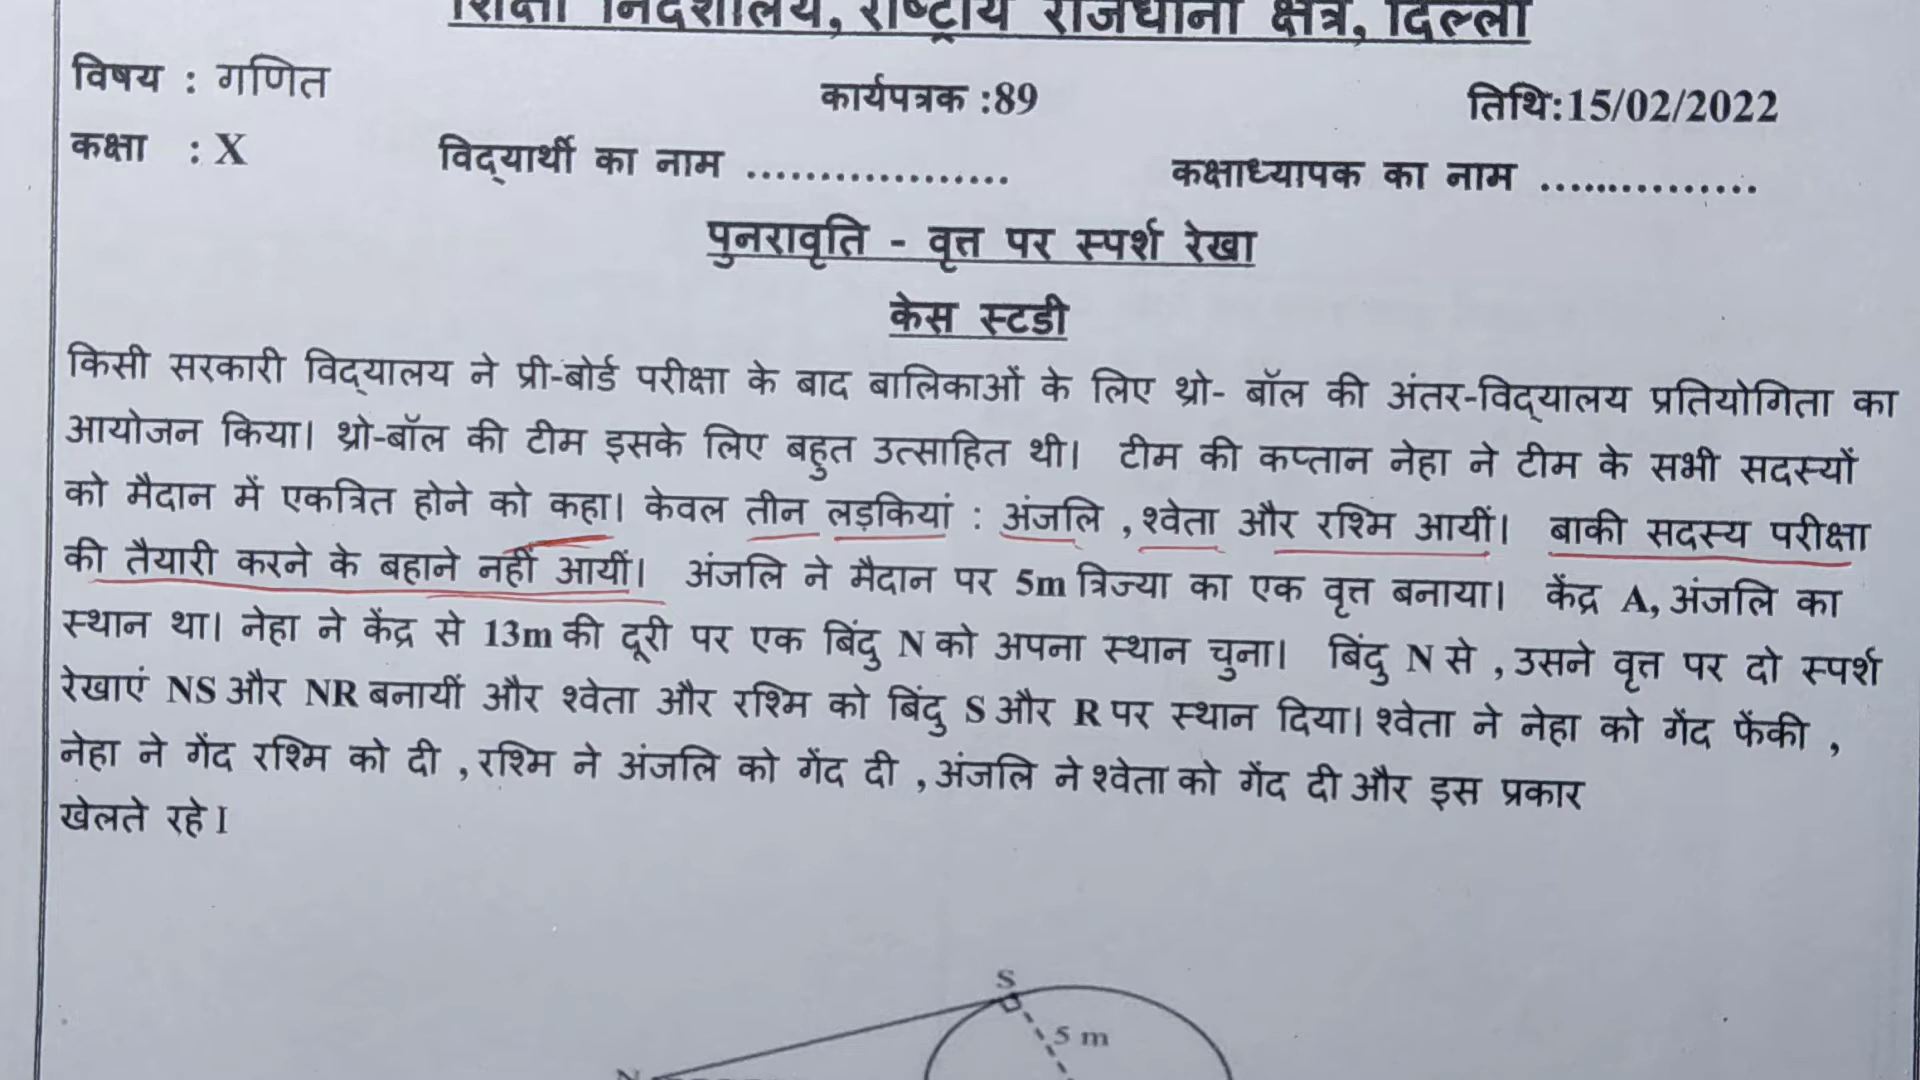 शिक्षा निदेशालय, राष्ट्रीय राजधानी क्षेत्र, दिल्ली
विषय : गणित कार्यपत्रक :89 तिथि:15/02/2022
कक्षा : X विद्यार्थी का नाम .................. कक्षाध्यापक का नाम ...............
पुनरावृति - वृत्त पर स्पर्श रेखा
केस स्टडी
किसी सरकारी विद्यालय ने प्री-बोर्ड परीक्षा के बाद बालिकाओं के लिए थ्रो- बॉल की अंतर-विद्यालय प्रतियोगिता का
आयोजन किया। थ्रो-बॉल की टीम इसके लिए बहुत उत्साहित थी। टीम की कप्तान नेहा ने टीम के सभी सदस्यों
को मैदान में एकत्रित होने को कहा। केवल तीन लड़कियां : अंजलि , श्वेता और रश्मि आयीं। बाकी सदस्य परीक्षा
की तैयारी करने के बहाने नहीं आयीं। अंजलि ने मैदान पर 5m त्रिज्या का एक वृत्त बनाया। केंद्र A, अंजलि का
स्थान था। नेहा ने केंद्र से 13m की दूरी पर एक बिंदु N को अपना स्थान चुना। बिंदु N से , उसने वृत्त पर दो स्पर्श
रेखाएं NS और NR बनायीं और श्वेता और रश्मि को बिंदु S और R पर स्थान दिया। श्वेता ने नेहा को गेंद फेंकी ,
नेहा ने गेंद रश्मि को दी , रश्मि ने अंजलि को गेंद दी , अंजलि ने श्वेता को गेंद दी और इस प्रकार
खेलते रहे I
S
5 m
N